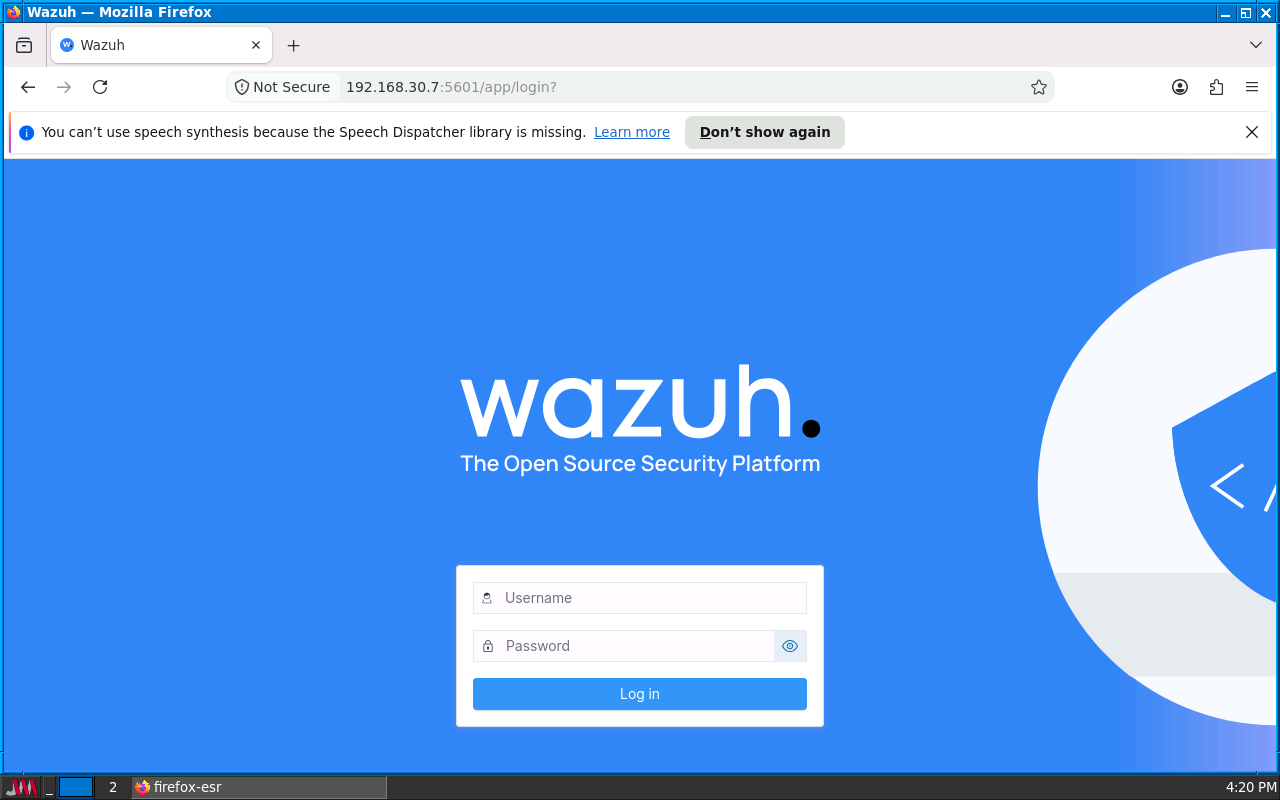 Wazuh — Mozilla Firefox
Wazuh
Not Secure 192.168.30.7:5601/app/login?
You can’t use speech synthesis because the Speech Dispatcher library is missing. Learn more Don’t show again
wazuh.
The Open Source Security Platform
Username
Password
Log in
2 firefox-esr 4:20 PM